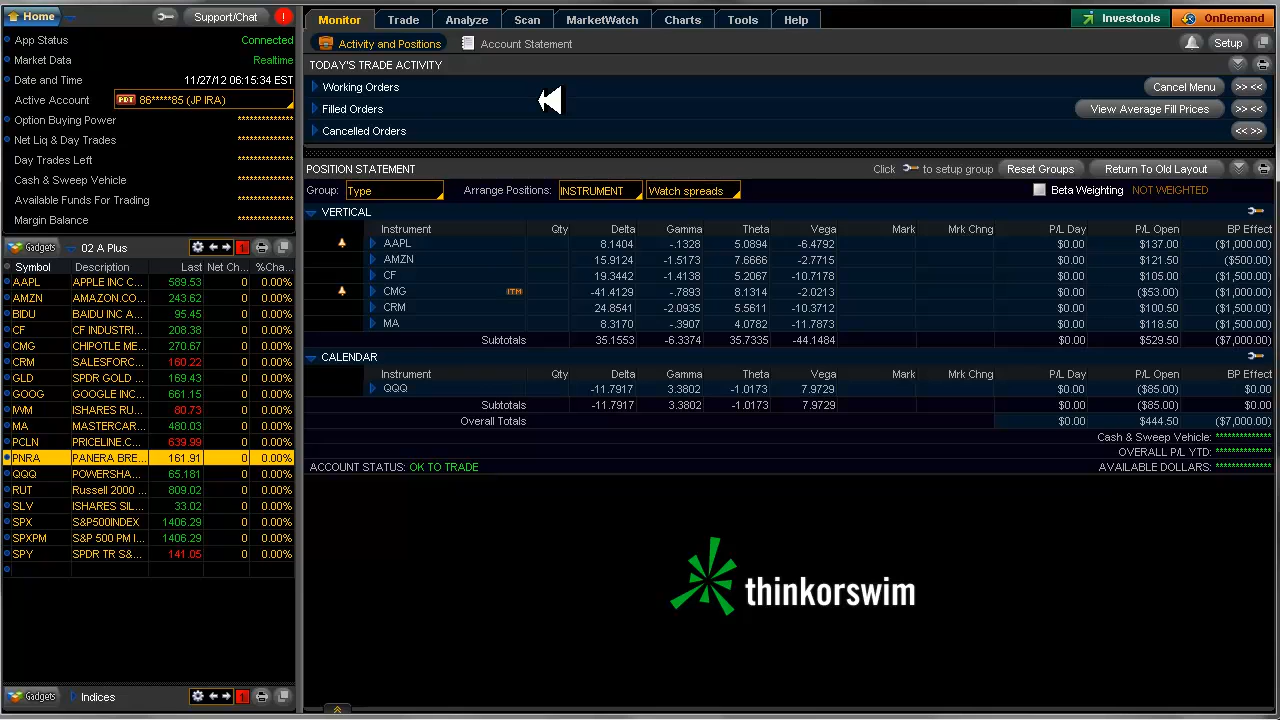 Home
Support/Chat
App Status Connected
Market Data Realtime
Date and Time 11/27/12 06:15:34 EST
Active Account PDT 86*****85 (JP IRA)
Option Buying Power **************
Net Liq & Day Trades **************
Day Trades Left **************
Cash & Sweep Vehicle **************
Available Funds For Trading **************
Margin Balance **************
Gadgets 02 A Plus 1
Symbol Description Last Net Ch... %Cha...
AAPL APPLE INC C... 589.53 0 0.00%
AMZN AMAZON.CO... 243.62 0 0.00%
BIDU BAIDU INC A... 95.45 0 0.00%
CF CF INDUSTRI... 208.38 0 0.00%
CMG CHIPOTLE ME... 270.67 0 0.00%
CRM SALESFORC... 160.22 0 0.00%
GLD SPDR GOLD ... 169.43 0 0.00%
GOOG GOOGLE INC... 661.15 0 0.00%
IWM ISHARES RU... 80.73 0 0.00%
MA MASTERCAR... 480.03 0 0.00%
PCLN PRICELINE.C... 639.99 0 0.00%
PNRA PANERA BRE... 161.91 0 0.00%
QQQ POWERSHA... 65.181 0 0.00%
RUT Russell 2000 ... 809.02 0 0.00%
SLV ISHARES SIL... 33.02 0 0.00%
SPX S&P500INDEX 1406.29 0 0.00%
SPXPM S&P 500 PM I... 1406.29 0 0.00%
SPY SPDR TR S&... 141.05 0 0.00%
Gadgets Indices 1
Monitor Trade Analyze Scan MarketWatch Charts Tools Help Investools OnDemand
Activity and Positions Account Statement Setup
TODAY'S TRADE ACTIVITY
Working Orders Cancel Menu >> <<
Filled Orders View Average Fill Prices >> <<
Cancelled Orders << >>
POSITION STATEMENT Click to setup group Reset Groups Return To Old Layout
Group: Type Arrange Positions: INSTRUMENT Watch spreads Beta Weighting NOT WEIGHTED
VERTICAL
Instrument Qty Delta Gamma Theta Vega Mark Mrk Chng P/L Day P/L Open BP Effect
AAPL 8.1404 -.1328 5.0894 -6.4792 $0.00 $137.00 ($1,000.00)
AMZN 15.9124 -1.5173 7.6666 -2.7715 $0.00 $121.50 ($500.00)
CF 19.3442 -1.4138 5.2067 -10.7178 $0.00 $105.00 ($1,500.00)
CMG ITM -41.4129 -.7893 8.1314 -2.0213 $0.00 ($53.00) ($1,000.00)
CRM 24.8541 -2.0935 5.5611 -10.3712 $0.00 $100.50 ($1,500.00)
MA 8.3170 -.3907 4.0782 -11.7873 $0.00 $118.50 ($1,500.00)
Subtotals 35.1553 -6.3374 35.7335 -44.1484 $0.00 $529.50 ($7,000.00)
CALENDAR
Instrument Qty Delta Gamma Theta Vega Mark Mrk Chng P/L Day P/L Open BP Effect
QQQ -11.7917 3.3802 -1.0173 7.9729 $0.00 ($85.00) $0.00
Subtotals -11.7917 3.3802 -1.0173 7.9729 $0.00 ($85.00) $0.00
Overall Totals $0.00 $444.50 ($7,000.00)
Cash & Sweep Vehicle: **************
OVERALL P/L YTD: **************
ACCOUNT STATUS: OK TO TRADE AVAILABLE DOLLARS: **************
thinkorswim